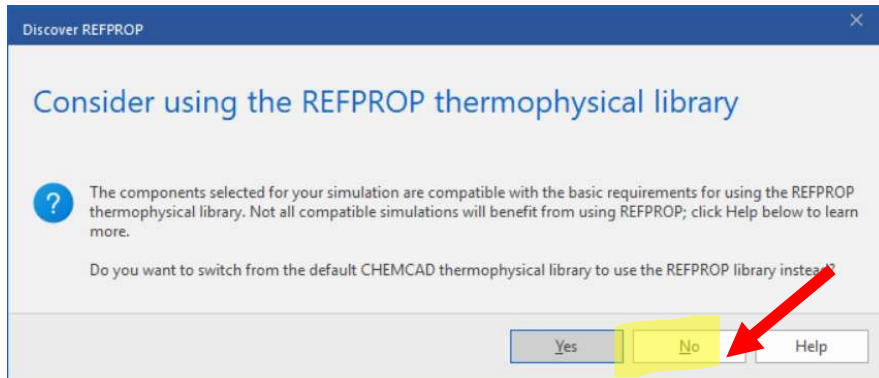 Discover REFPROP
Consider using the REFPROP thermophysical library
The components selected for your simulation are compatible with the basic requirements for using the REFPROP
thermophysical library. Not all compatible simulations will benefit from using REFPROP; click Help below to learn
more.
Do you want to switch from the default CHEMCAD thermophysical library to use the REFPROP library instead?
Yes No Help